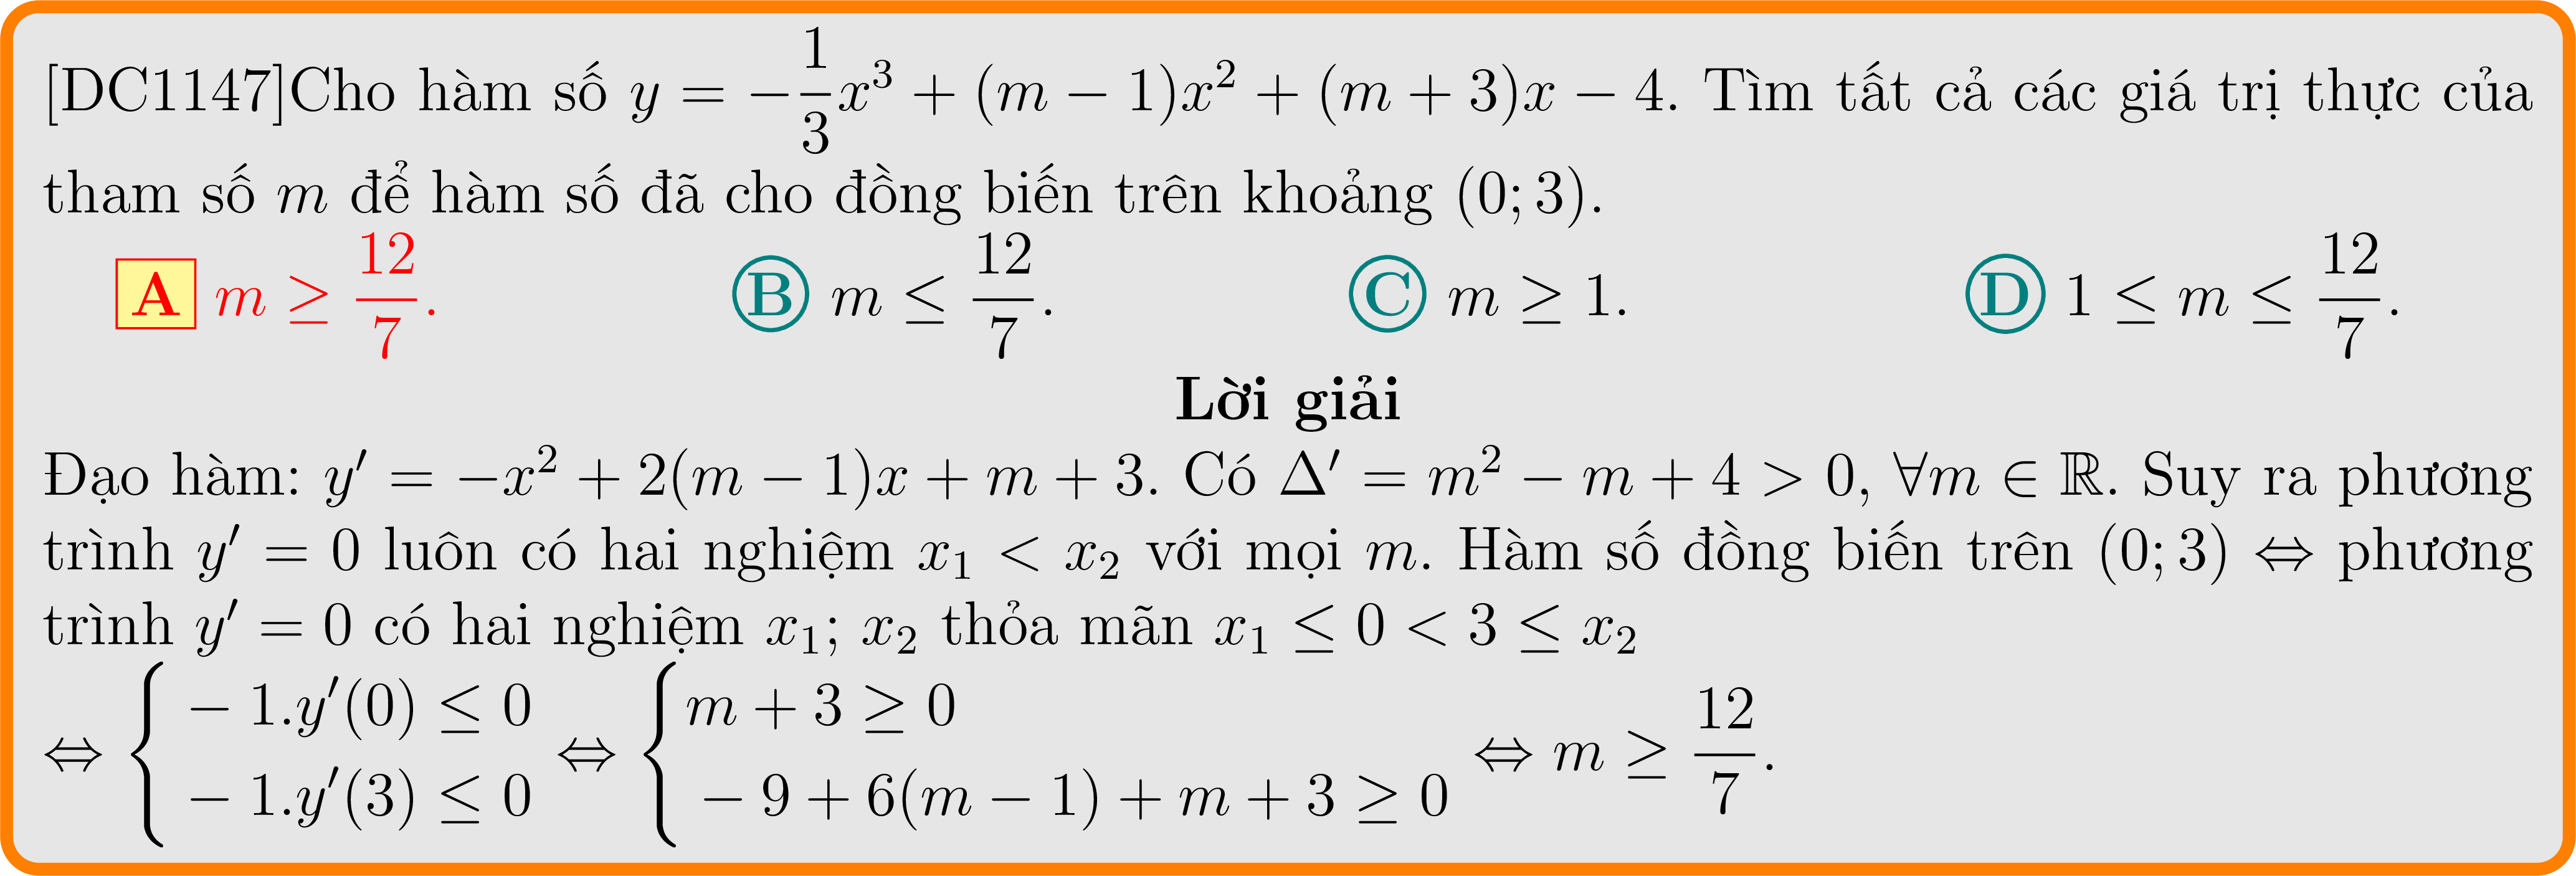 [DC1147]Cho hàm số $y = -\dfrac{1}{3}x^3 + (m-1)x^2 + (m+3)x - 4$. Tìm tất cả các giá trị thực của
tham số $m$ để hàm số đã cho đồng biến trên khoảng $(0; 3)$.
A $m \geq \dfrac{12}{7}$. B $m \leq \dfrac{12}{7}$. C $m \geq 1$. D $1 \leq m \leq \dfrac{12}{7}$.
Lời giải
Đạo hàm: $y' = -x^2 + 2(m-1)x + m + 3$. Có $\Delta' = m^2 - m + 4 > 0, \forall m \in \mathbb{R}$. Suy ra phương
trình $y' = 0$ luôn có hai nghiệm $x_1 < x_2$ với mọi $m$. Hàm số đồng biến trên $(0; 3) \Leftrightarrow$ phương
trình $y' = 0$ có hai nghiệm $x_1; x_2$ thỏa mãn $x_1 \leq 0 < 3 \leq x_2$
$\Leftrightarrow \begin{cases} -1.y'(0) \leq 0 \\ -1.y'(3) \leq 0 \end{cases} \Leftrightarrow \begin{cases} m + 3 \geq 0 \\ -9 + 6(m-1) + m + 3 \geq 0 \end{cases} \Leftrightarrow m \geq \dfrac{12}{7}$.